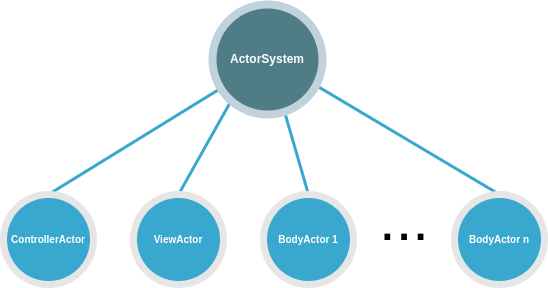 ActorSystem
ControllerActor
ViewActor
BodyActor 1
...
BodyActor n